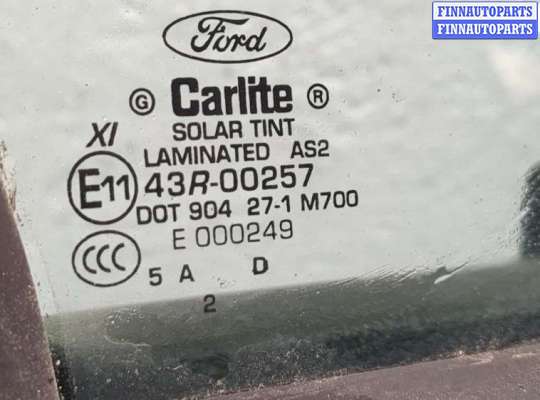 FINNAUTOPARTS
FINNAUTOPARTS
Ford
G Carlite ®
SOLAR TINT
XI
LAMINATED AS2
E11 43R-00257
DOT 904 27-1 M700
E 000249
CCC
5 A D
2